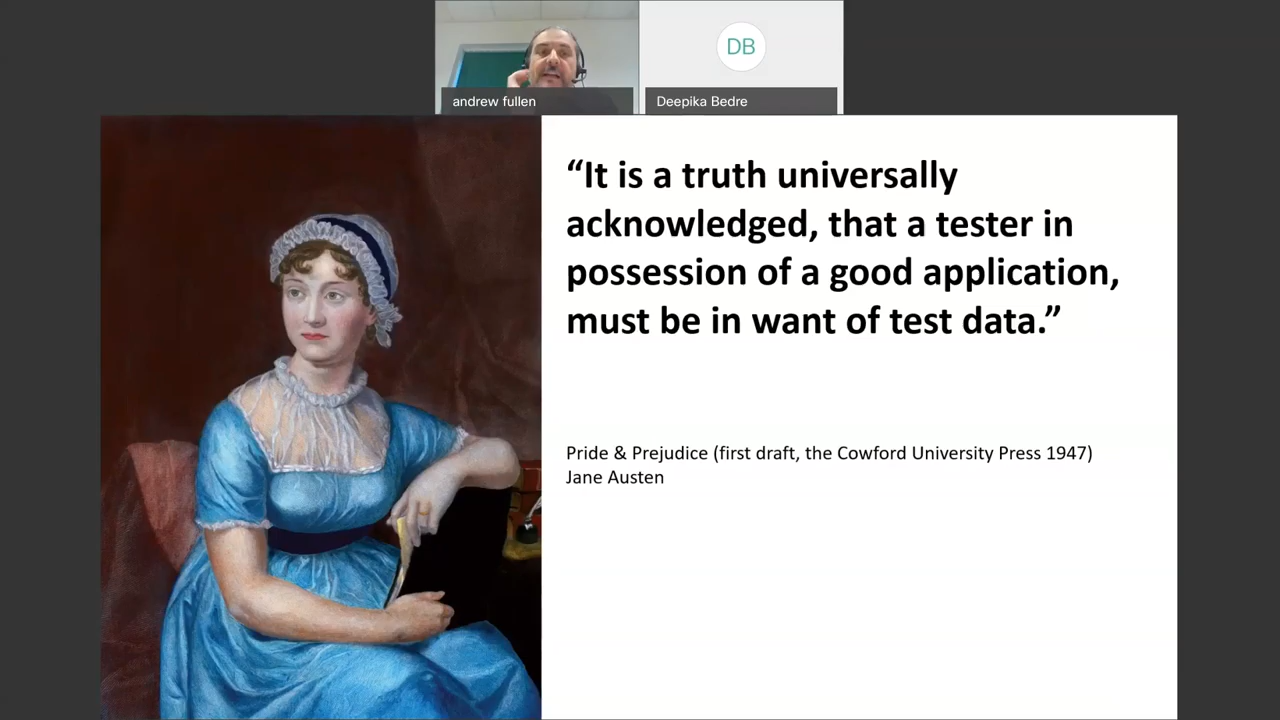 andrew fullen
DB
Deepika Bedre
“It is a truth universally
acknowledged, that a tester in
possession of a good application,
must be in want of test data.”
Pride & Prejudice (first draft, the Cowford University Press 1947)
Jane Austen